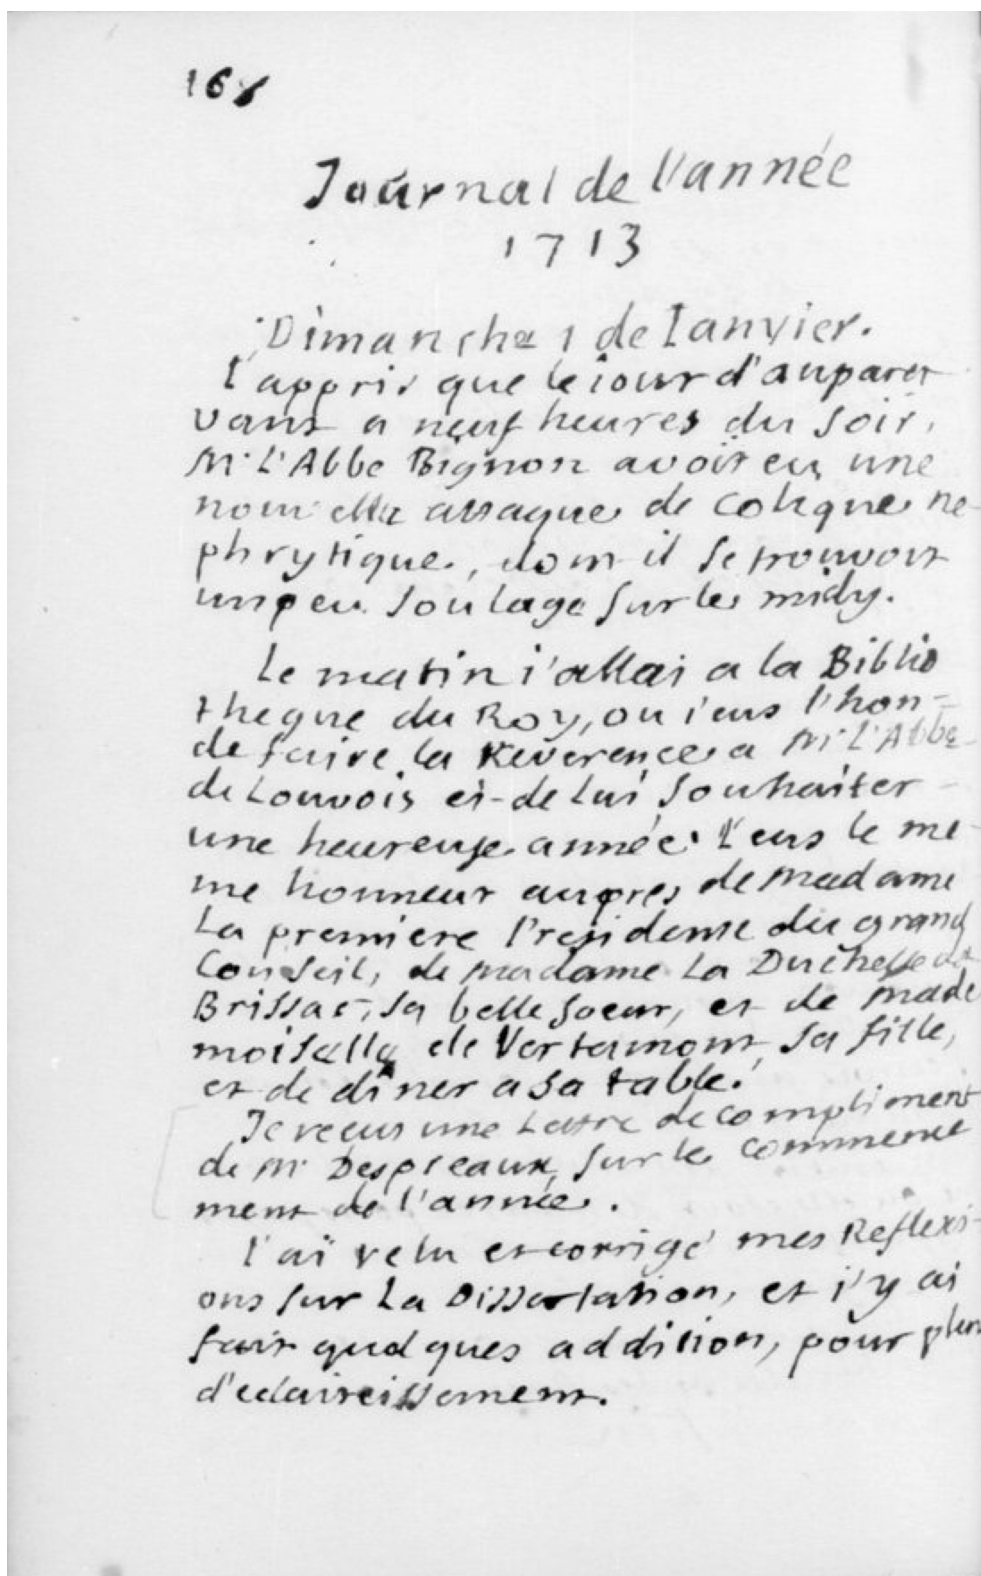 168
Journal de l'année
1713
Dimanche 1 de Ianvier.
I'appris que le iour d'aupara
vant a neuf heures du soir,
Mr L'Abbe Bignon avoit eu une
nouvelle attaque de colique ne
phrytique, dont il se trouvoit
un peu soulagé sur le midy.
Le matin i'allai a la Biblio
theque du Roy, ou i'eus l'hon-
de faire la Reverence a Mr L'Abbe
de Louvois et de lui souhaiter
une heureuse année. I'eus le me
me honneur aupres de Madame
La premiere Presidente du grand
Conseil, de Madame La Duchesse de
Brissac, sa belle soeur, et de Made
moiselle de Vertamont, sa fille,
et de diner a sa table.
Je receus une Lettre de compliment
de Mr Despreaux, sur le commence
ment de l'année.
I'ai relu et corrigé mes Reflexi
ons sur La Dissertation, et j'y ai
fait quelques addition, pour plus
d'eclaircissement.